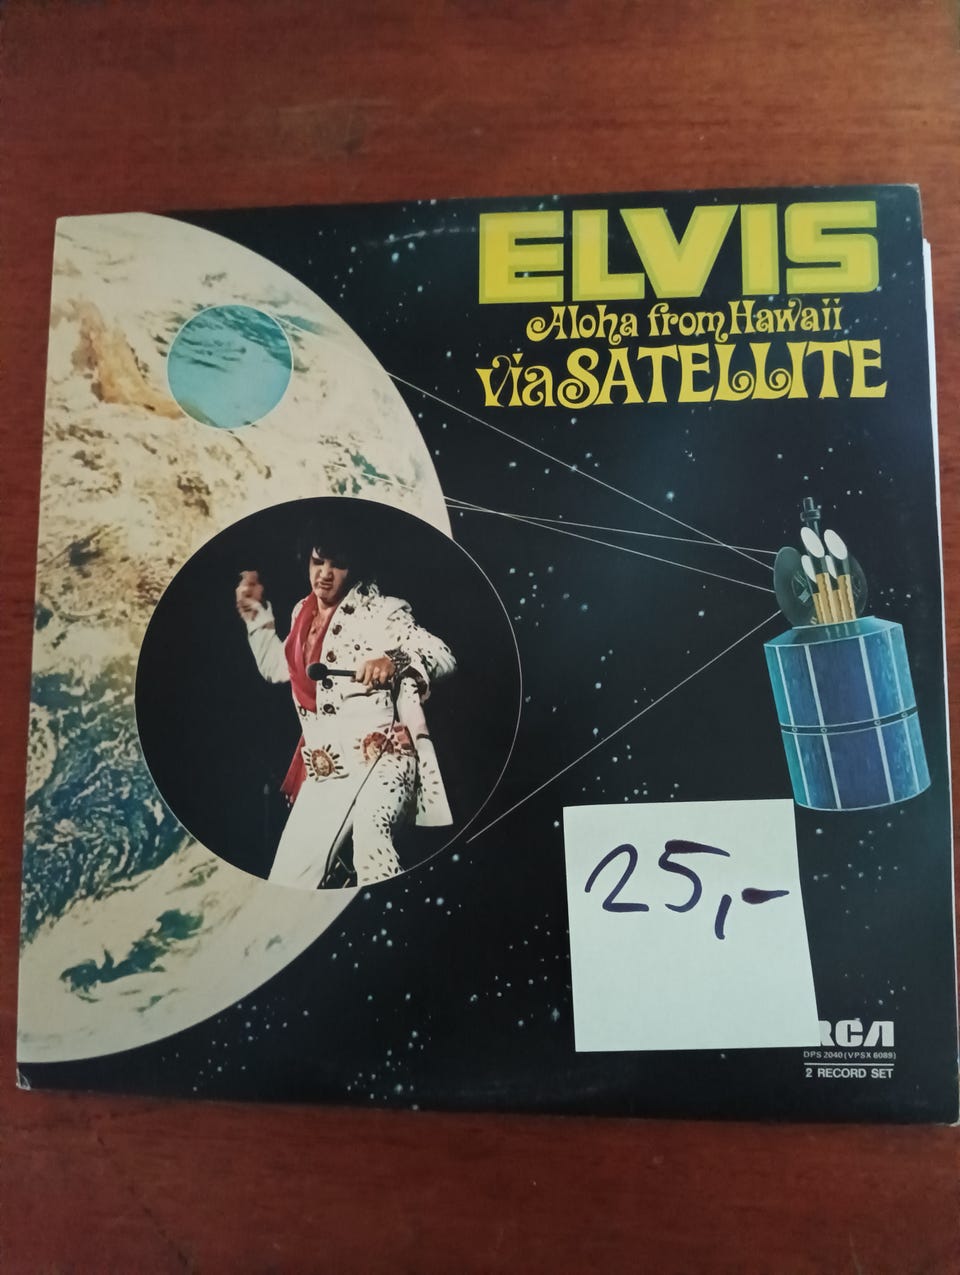 ELVIS
Aloha from Hawaii
via SATELLITE
25,-
RCA
DPS 2040 (VPSX 6089)
2 RECORD SET